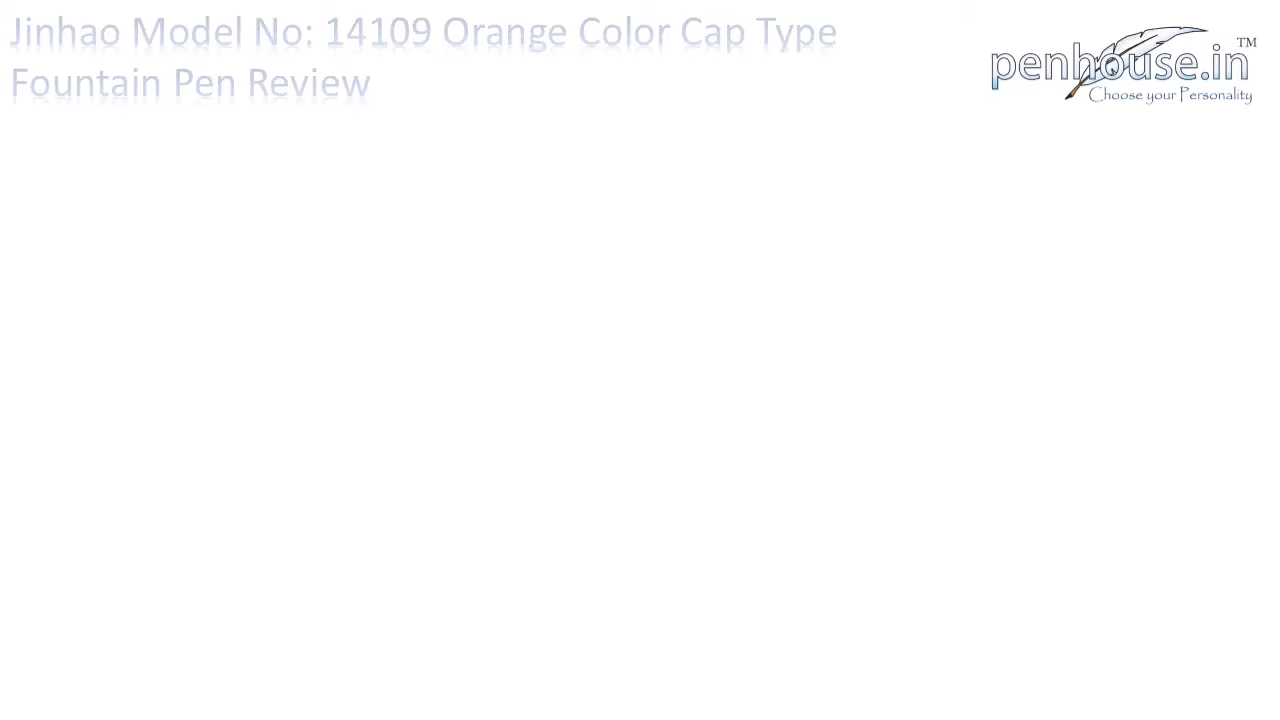 Jinhao Model No: 14109 Orange Color Cap Type
Fountain Pen Review
penhouse.in™
Choose your Personality